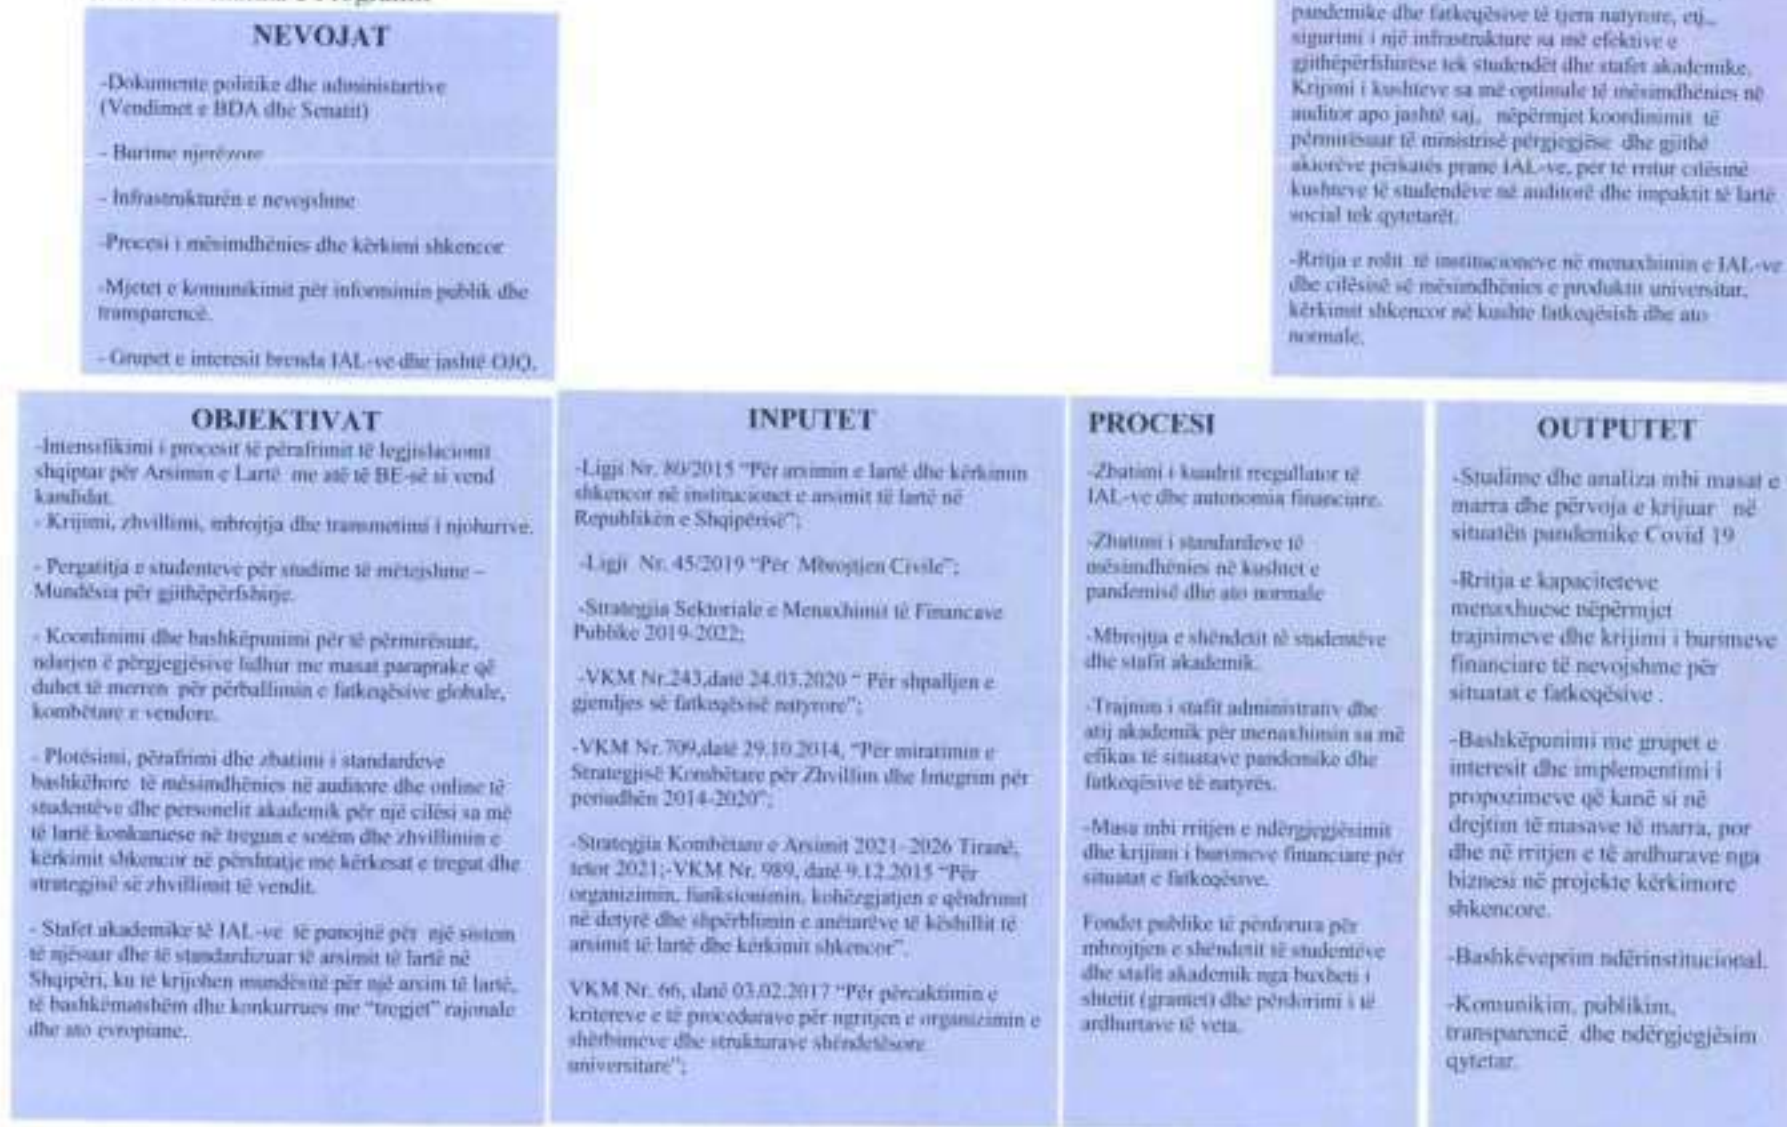 NEVOJAT
-Dokumente politike dhe administartive
(Vendimet e BDA dhe Senatit)
- Burime njerëzore
- Infrastrukturën e nevojshme
-Procesi i mësimdhënies dhe kërkimi shkencor
-Mjetet e komunikimit për informimin publik dhe
transparencë.
- Grupet e interesit brenda IAL-ve dhe jashtë OJQ,
pandemike dhe fatkeqësive të tjera natyrore, etj.,
sigurimi i një infrastrukture sa më efektive e
gjithëpërfshirëse tek studendët dhe stafet akademike.
Krijimi i kushteve sa më optimale të mësimdhënies në
auditor apo jashtë saj, nëpërmjet koordinimit të
përmirësuar të ministrisë përgjegjëse dhe gjithë
aktorëve përkatës pranë IAL-ve, për të rritur cilësinë
kushteve të studendëve në auditorë dhe impaktit të lartë
social tek qytetarët.
-Rritja e rolit të institucioneve në menaxhimin e IAL-ve
dhe cilësisë së mësimdhënies e produktit universitar,
kërkimit shkencor në kushte fatkeqësish dhe ato
normale.
OBJEKTIVAT
-Intensifikimi i procesit të përafrimit të legjislacionit
shqiptar për Arsimin e Lartë me atë të BE-së si vend
kandidat.
- Krijimi, zhvillimi, mbrojtja dhe transmetimi i njohurive.
- Pergatitja e studenteve për studime të mëtejshme –
Mundësia për gjithëpërfshirje.
- Koordinimi dhe bashkëpunimi për të përmirësuar,
ndarjen e përgjegjësive lidhur me masat paraprake që
duhet të merren për përballimin e fatkeqësive globale,
kombëtare e vendore.
- Plotësimi, përafrimi dhe zbatimi i standardeve
bashkëhore të mësimdhënies në auditore dhe online të
studentëve dhe personelit akademik për një cilësi sa më
të lartë konkuruese në tregun e sotëm dhe zhvillimin e
kërkimit shkencor në përshtatje me kërkesat e tregut dhe
strategjisë së zhvillimit të vendit.
- Stafet akademike të IAL-ve të punojnë për një sistem
të njësuar dhe të standardizuar të arsimit të lartë në
Shqipëri, ku të krijohen mundësitë për një arsim të lartë,
të bashkëmatshëm dhe konkurrues me “tregjet” rajonale
dhe ato evropiane.
INPUTET
-Ligji Nr. 80/2015 “Për arsimin e lartë dhe kërkimin
shkencor në institucionet e arsimit të lartë në
Republikën e Shqipërisë”;
-Ligji Nr. 45/2019 “Për Mbrojtjen Civile”;
-Strategjia Sektoriale e Menaxhimit të Financave
Publike 2019-2022;
-VKM Nr.243,datë 24.03.2020 “ Për shpalljen e
gjendjes së fatkeqësisë natyrore”;
-VKM Nr.709,datë 29.10.2014, “Për miratimin e
Strategjisë Kombëtare për Zhvillim dhe Integrim për
periudhën 2014-2020”;
-Strategjia Kombëtare e Arsimit 2021–2026 Tiranë,
tetor 2021;-VKM Nr. 989, datë 9.12.2015 “Për
organizimin, funksionimin, kohëzgjatjen e qëndrimit
në detyrë dhe shpërblimin e anëtarëve të këshillit të
arsimit të lartë dhe kërkimit shkencor”.
VKM Nr. 66, datë 03.02.2017 “Për përcaktimin e
kritereve e të procedurave për ngritjen e organizimin e
shërbimeve dhe strukturave shëndetësore
universitare”;
PROCESI
-Zbatimi i kuadrit rregullator të
IAL-ve dhe autonomia financiare.
-Zbatimi i standardeve të
mësimdhënies në kushtet e
pandemisë dhe ato normale
-Mbrojtja e shëndetit të studentëve
dhe stafit akademik.
-Trajnimi i stafit administrativ dhe
atij akademik për menaxhimin sa më
efikas të situatave pandemike dhe
fatkeqësive të natyrës.
-Masa mbi rritjen e ndërgjegjësimit
dhe krijimi i burimeve financiare për
situatat e fatkeqësive.
Fondet publike të përdorura për
mbrojtjen e shëndetit të studentëve
dhe stafit akademik nga buxheti i
shtetit (grantet) dhe përdorimi i të
ardhurtave të veta.
OUTPUTET
-Studime dhe analiza mbi masat e
marra dhe përvoja e krijuar në
situatën pandemike Covid 19
-Rritja e kapaciteteve
menaxhuese nëpërmjet
trajnimeve dhe krijimi i burimeve
financiare të nevojshme për
situatat e fatkeqësive .
-Bashkëpunimi me grupet e
interesit dhe implementimi i
propozimeve që kanë si në
drejtim të masave të marra, por
dhe në rritjen e të ardhurave nga
biznesi në projekte kërkimore
shkencore.
-Bashkëveprim ndërinstitucional.
-Komunikim, publikim,
transparencë dhe ndërgjegjësim
qytetar.